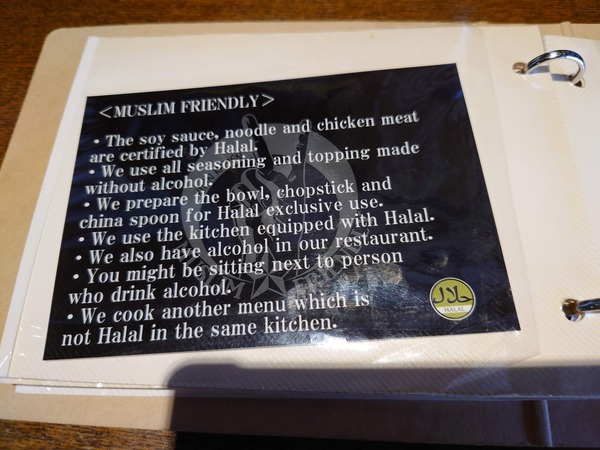 <MUSLIM FRIENDLY>
・The soy sauce, noodle and chicken meat
are certified by Halal.
・We use all seasoning and topping made
without alcohol.
・We prepare the bowl, chopstick and
china spoon for Halal exclusive use.
・We use the kitchen equipped with Halal.
・We also have alcohol in our restaurant.
・You might be sitting next to person
who drink alcohol.
・We cook another menu which is
not Halal in the same kitchen.
حلال
HALAL